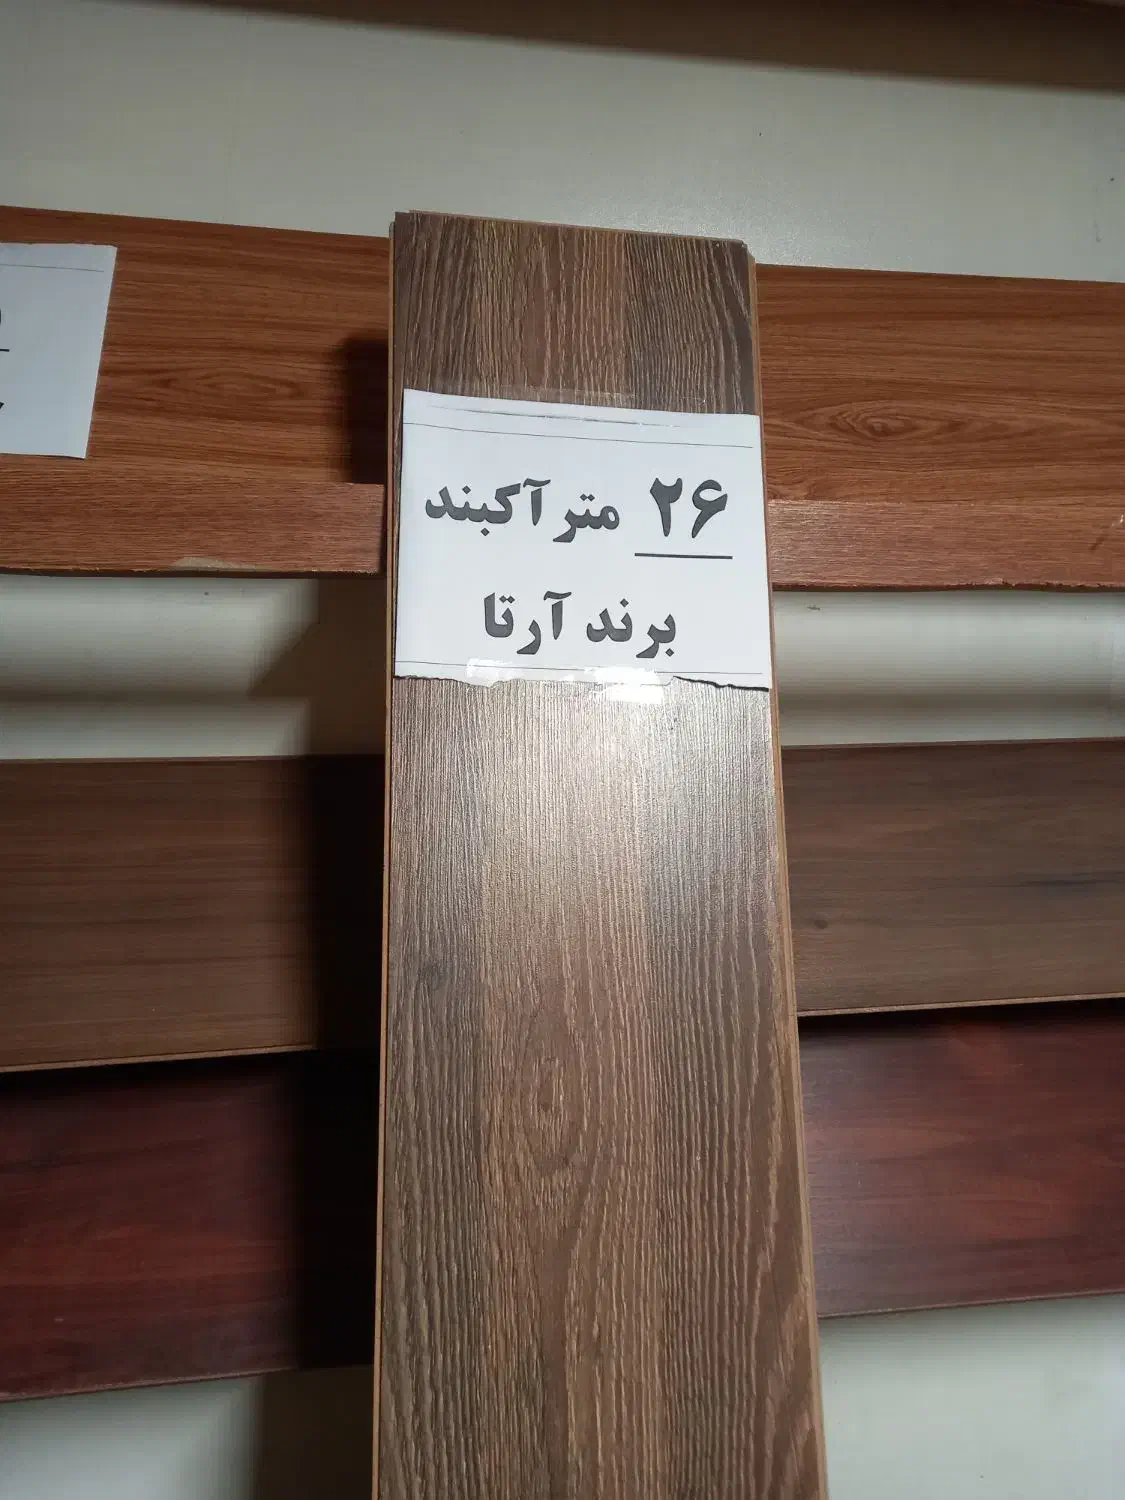 ۲۶ متر آکبند
برند آرتا